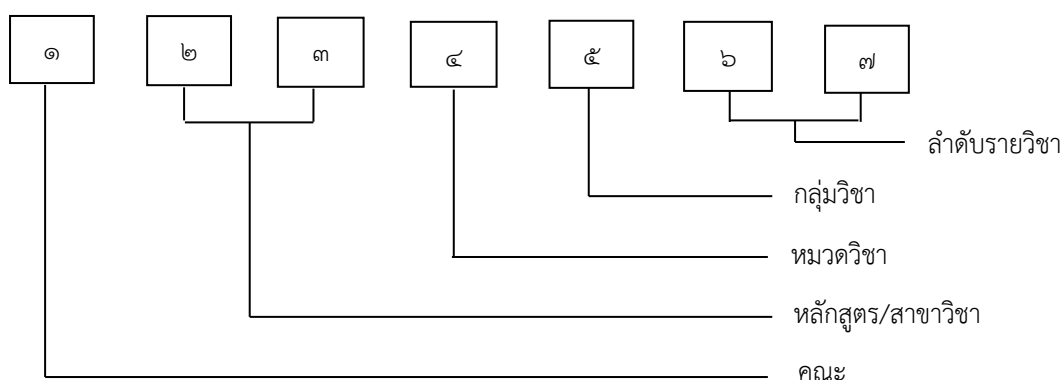 ๑ ๒ ๓ ๔ ๕ ๖ ๗
ลำดับรายวิชา
กลุ่มวิชา
หมวดวิชา
หลักสูตร/สาขาวิชา
คณะ